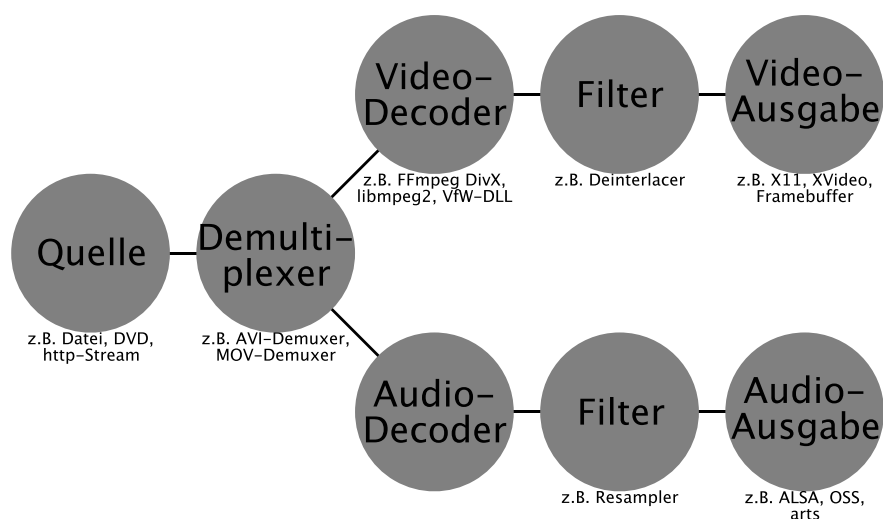 Video-
Decoder
z.B. FFmpeg DivX,
libmpeg2, VfW-DLL
Filter
z.B. Deinterlacer
Video-
Ausgabe
z.B. X11, XVideo,
Framebuffer
Quelle
z.B. Datei, DVD,
http-Stream
Demulti-
plexer
z.B. AVI-Demuxer,
MOV-Demuxer
Audio-
Decoder
Filter
z.B. Resampler
Audio-
Ausgabe
z.B. ALSA, OSS,
arts